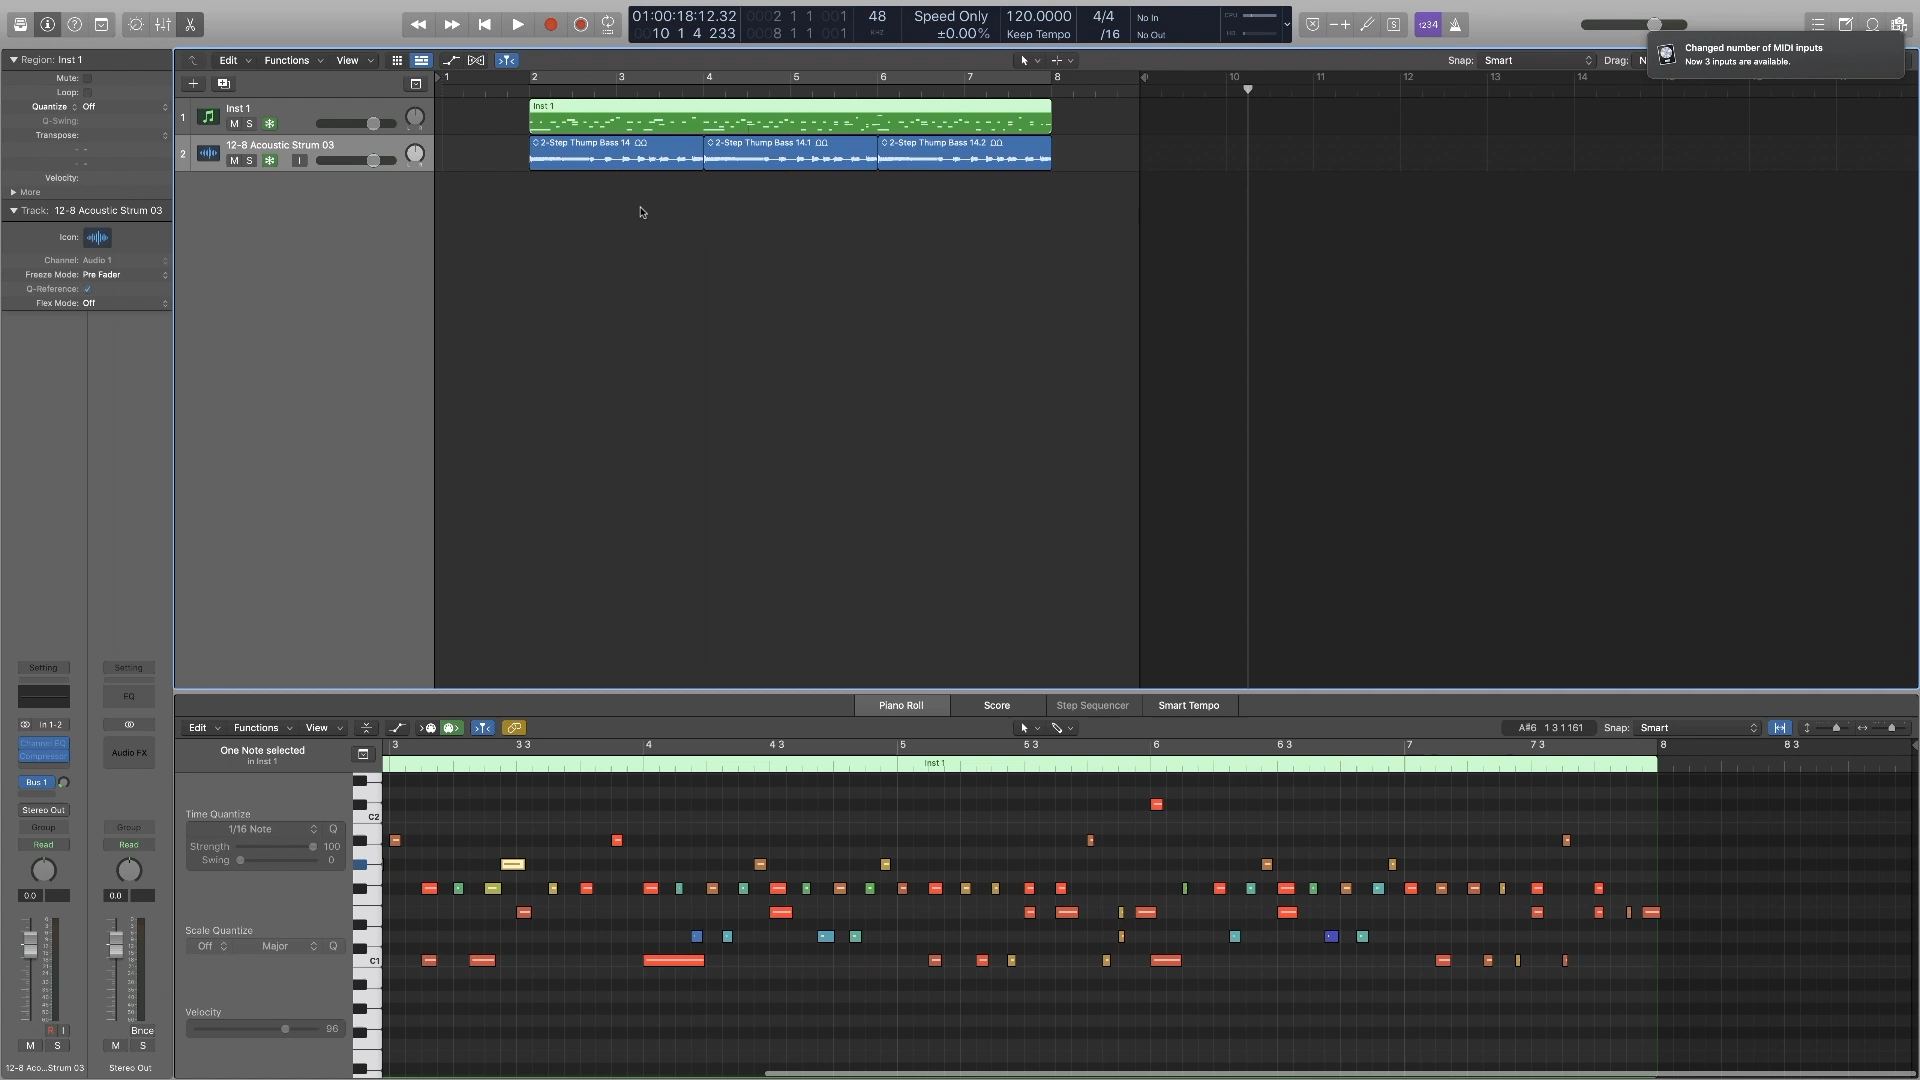 01:00:18:12.32
0002 1 1 001
48
Speed Only
120.0000
4/4
No In
CPU
0010 1 4 233
0008 1 1 001
KHZ
±0.00%
Keep Tempo
/16
No Out
HD
1234
Changed number of MIDI inputs
Now 3 inputs are available.
Region: Inst 1
Mute:
Loop:
Quantize Off
Q-Swing:
Transpose:
Velocity:
More
Track: 12-8 Acoustic Strum 03
Icon:
Channel: Audio 1
Freeze Mode: Pre Fader
Q-Reference:
Flex Mode: Off
Edit Functions View
Snap: Smart
Drag: N
1 2 3 4 5 6 7 8 10 11 12 13 14
1 Inst 1
M S
2 12-8 Acoustic Strum 03
M S I
Inst 1
2-Step Thump Bass 14
2-Step Thump Bass 14.1
2-Step Thump Bass 14.2
Setting Setting
EQ
In 1-2
Channel EQ
Compressor
Audio FX
Bus 1
Stereo Out
Group Group
Read Read
0.0 0.0
R I
Bnce
M S M S
12-8 Aco...Strum 03
Stereo Out
Piano Roll
Score
Step Sequencer
Smart Tempo
Edit Functions View
A#6 1 3 1 161
Snap: Smart
One Note selected
in Inst 1
3 3 3 4 4 3 5 5 3 6 6 3 7 7 3 8 8 3
Inst 1
Time Quantize
1/16 Note Q
Strength 100
Swing 0
Scale Quantize
Off Major Q
Velocity
96
C2
C1